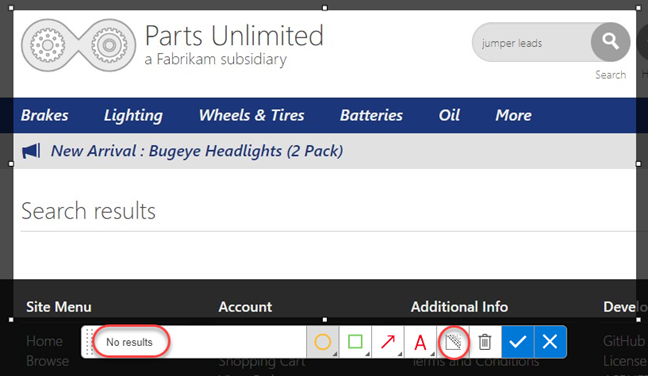 Parts Unlimited
a Fabrikam subsidiary
jumper leads
Search
Brakes Lighting Wheels & Tires Batteries Oil More
New Arrival : Bugeye Headlights (2 Pack)
Search results
Site Menu Account Additional Info
No results A
Home GitHub
Browse Shopping Cart Terms and Conditions License